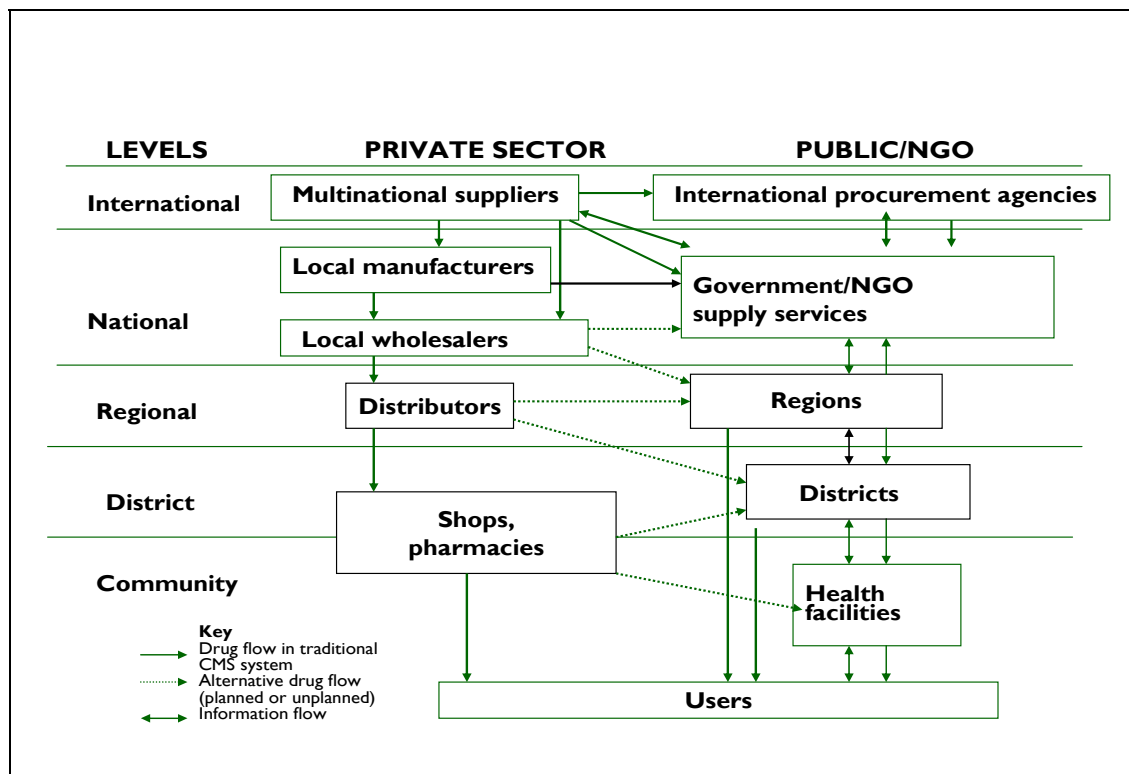 LEVELS PRIVATE SECTOR PUBLIC/NGO
International Multinational suppliers International procurement agencies
Local manufacturers
Government/NGO
supply services
National
Local wholesalers
Regional Distributors Regions
District Districts
Shops,
pharmacies
Community
Health
facilities
Key
Drug flow in traditional
CMS system
Alternative drug flow
(planned or unplanned)
Information flow
Users